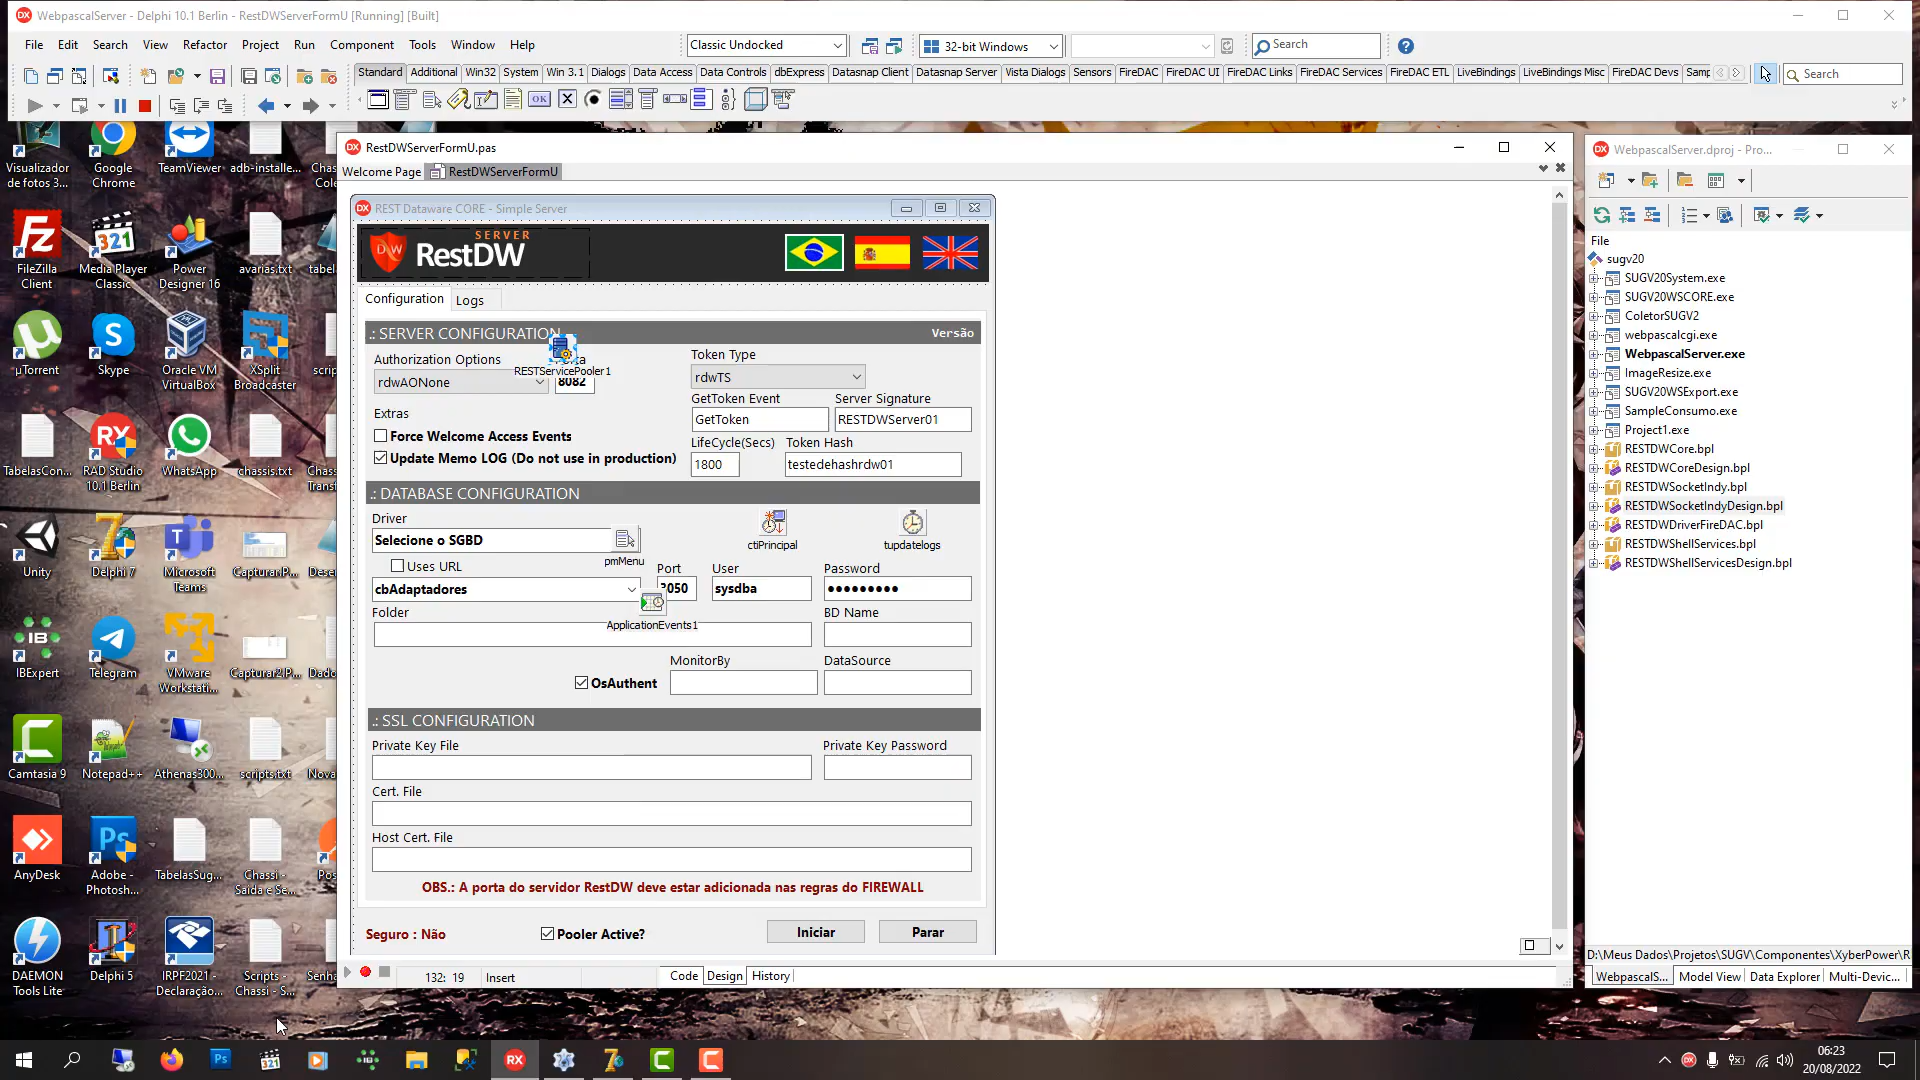 WebpascalServer - Delphi 10.1 Berlin - RestDWServerFormU [Running] [Built]
File Edit Search View Refactor Project Run Component Tools Window Help
Classic Undocked
32-bit Windows
Search
Standard Additional Win32 System Win 3.1 Dialogs Data Access Data Controls dbExpress Datasnap Client Datasnap Server Vista Dialogs Sensors FireDAC FireDAC UI FireDAC Links FireDAC Services FireDAC ETL LiveBindings LiveBindings Misc FireDAC Devs Samp
Search
Visualizador de fotos 3...
Google Chrome
TeamViewer
adb-installe...
FileZilla Client
Media Player Classic
Power Designer 16
avarias.txt
µTorrent
Skype
Oracle VM VirtualBox
XSplit Broadcaster
TabelasCon...
RAD Studio 10.1 Berlin
WhatsApp
chassis.txt
Unity
Delphi 7
Microsoft Teams
Capturar.P...
IBExpert
Telegram
VMware Workstati...
Capturar2.P...
Camtasia 9
Notepad++
Athenas300...
scripts.txt
AnyDesk
Adobe - Photosh...
TabelasSug...
Chassi - Saida e Se...
DAEMON Tools Lite
Delphi 5
IRPF2021 - Declaração...
Scripts - Chassi - S...
RestDWServerFormU.pas
Welcome Page RestDWServerFormU
REST Dataware CORE - Simple Server
SERVER
DW RestDW
Configuration Logs
.: SERVER CONFIGURATION Versão
Authorization Options
Token Type
RESTServicePooler1
rdwAONone
8082
rdwTS
GetToken Event Server Signature
Extras
GetToken RESTDWServer01
Force Welcome Access Events
LifeCycle(Secs) Token Hash
Update Memo LOG (Do not use in production)
1800 testedehashrdw01
.: DATABASE CONFIGURATION
Driver
Selecione o SGBD
ctiPrincipal tupdatelogs
Uses URL
pmMenu
Port User Password
cbAdaptadores
3050 sysdba ●●●●●●●●●
Folder
BD Name
ApplicationEvents1
MonitorBy DataSource
OsAuthent
.: SSL CONFIGURATION
Private Key File Private Key Password
Cert. File
Host Cert. File
OBS.: A porta do servidor RestDW deve estar adicionada nas regras do FIREWALL
Seguro : Não Pooler Active? Iniciar Parar
132: 19 Insert Code Design History
WebpascalServer.dproj - Pro...
File
sugv20
SUGV20System.exe
SUGV20WSCORE.exe
ColetorSUGV2
webpascalcgi.exe
WebpascalServer.exe
ImageResize.exe
SUGV20WSExport.exe
SampleConsumo.exe
Project1.exe
RESTDWCore.bpl
RESTDWCoreDesign.bpl
RESTDWSocketIndy.bpl
RESTDWSocketIndyDesign.bpl
RESTDWDriverFireDAC.bpl
RESTDWShellServices.bpl
RESTDWShellServicesDesign.bpl
D:\Meus Dados\Projetos\SUGV\Componentes\XyberPower\R
WebpascalS... Model View Data Explorer Multi-Devic...
06:23
20/08/2022